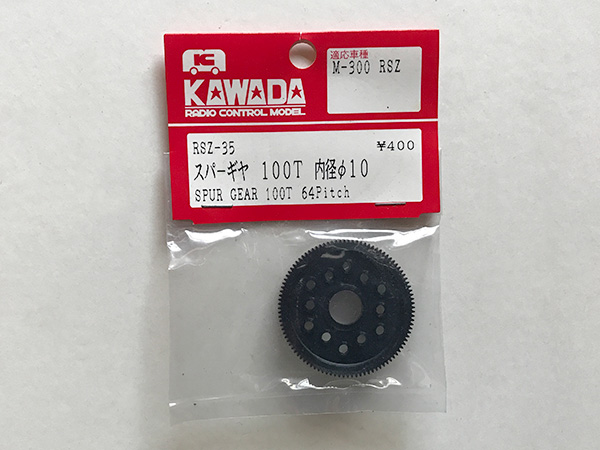 KAWADA
RADIO CONTROL MODEL
適応車種
M-300 RSZ
RSZ-35 ¥400
スパーギヤ 100T 内径φ10
SPUR GEAR 100T 64Pitch